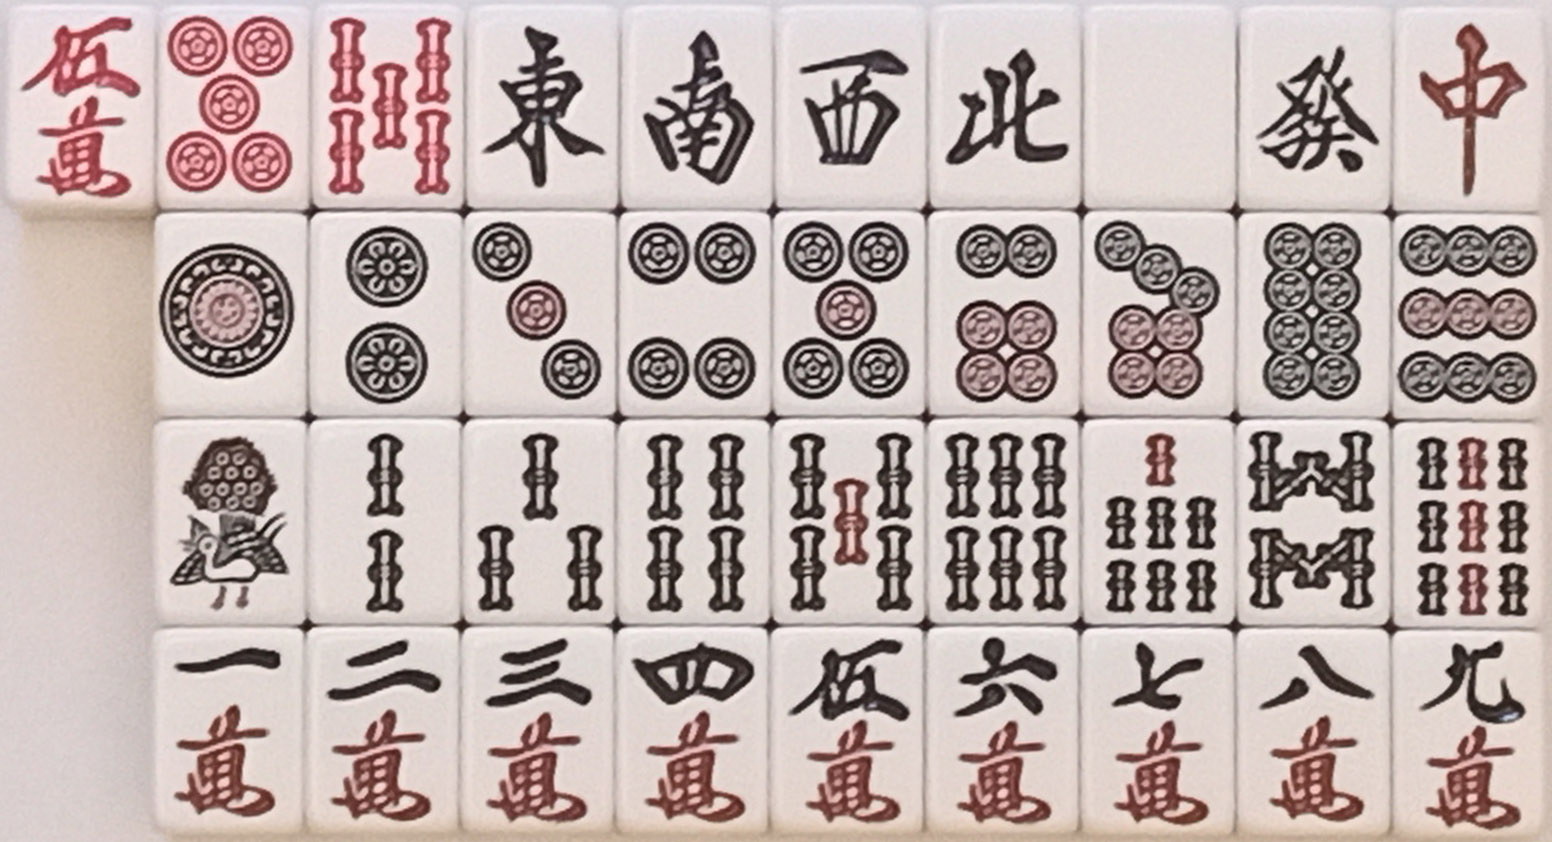 伍萬 東 南 西 北 發 中
一萬 二萬 三萬 四萬 伍萬 六萬 七萬 八萬 九萬